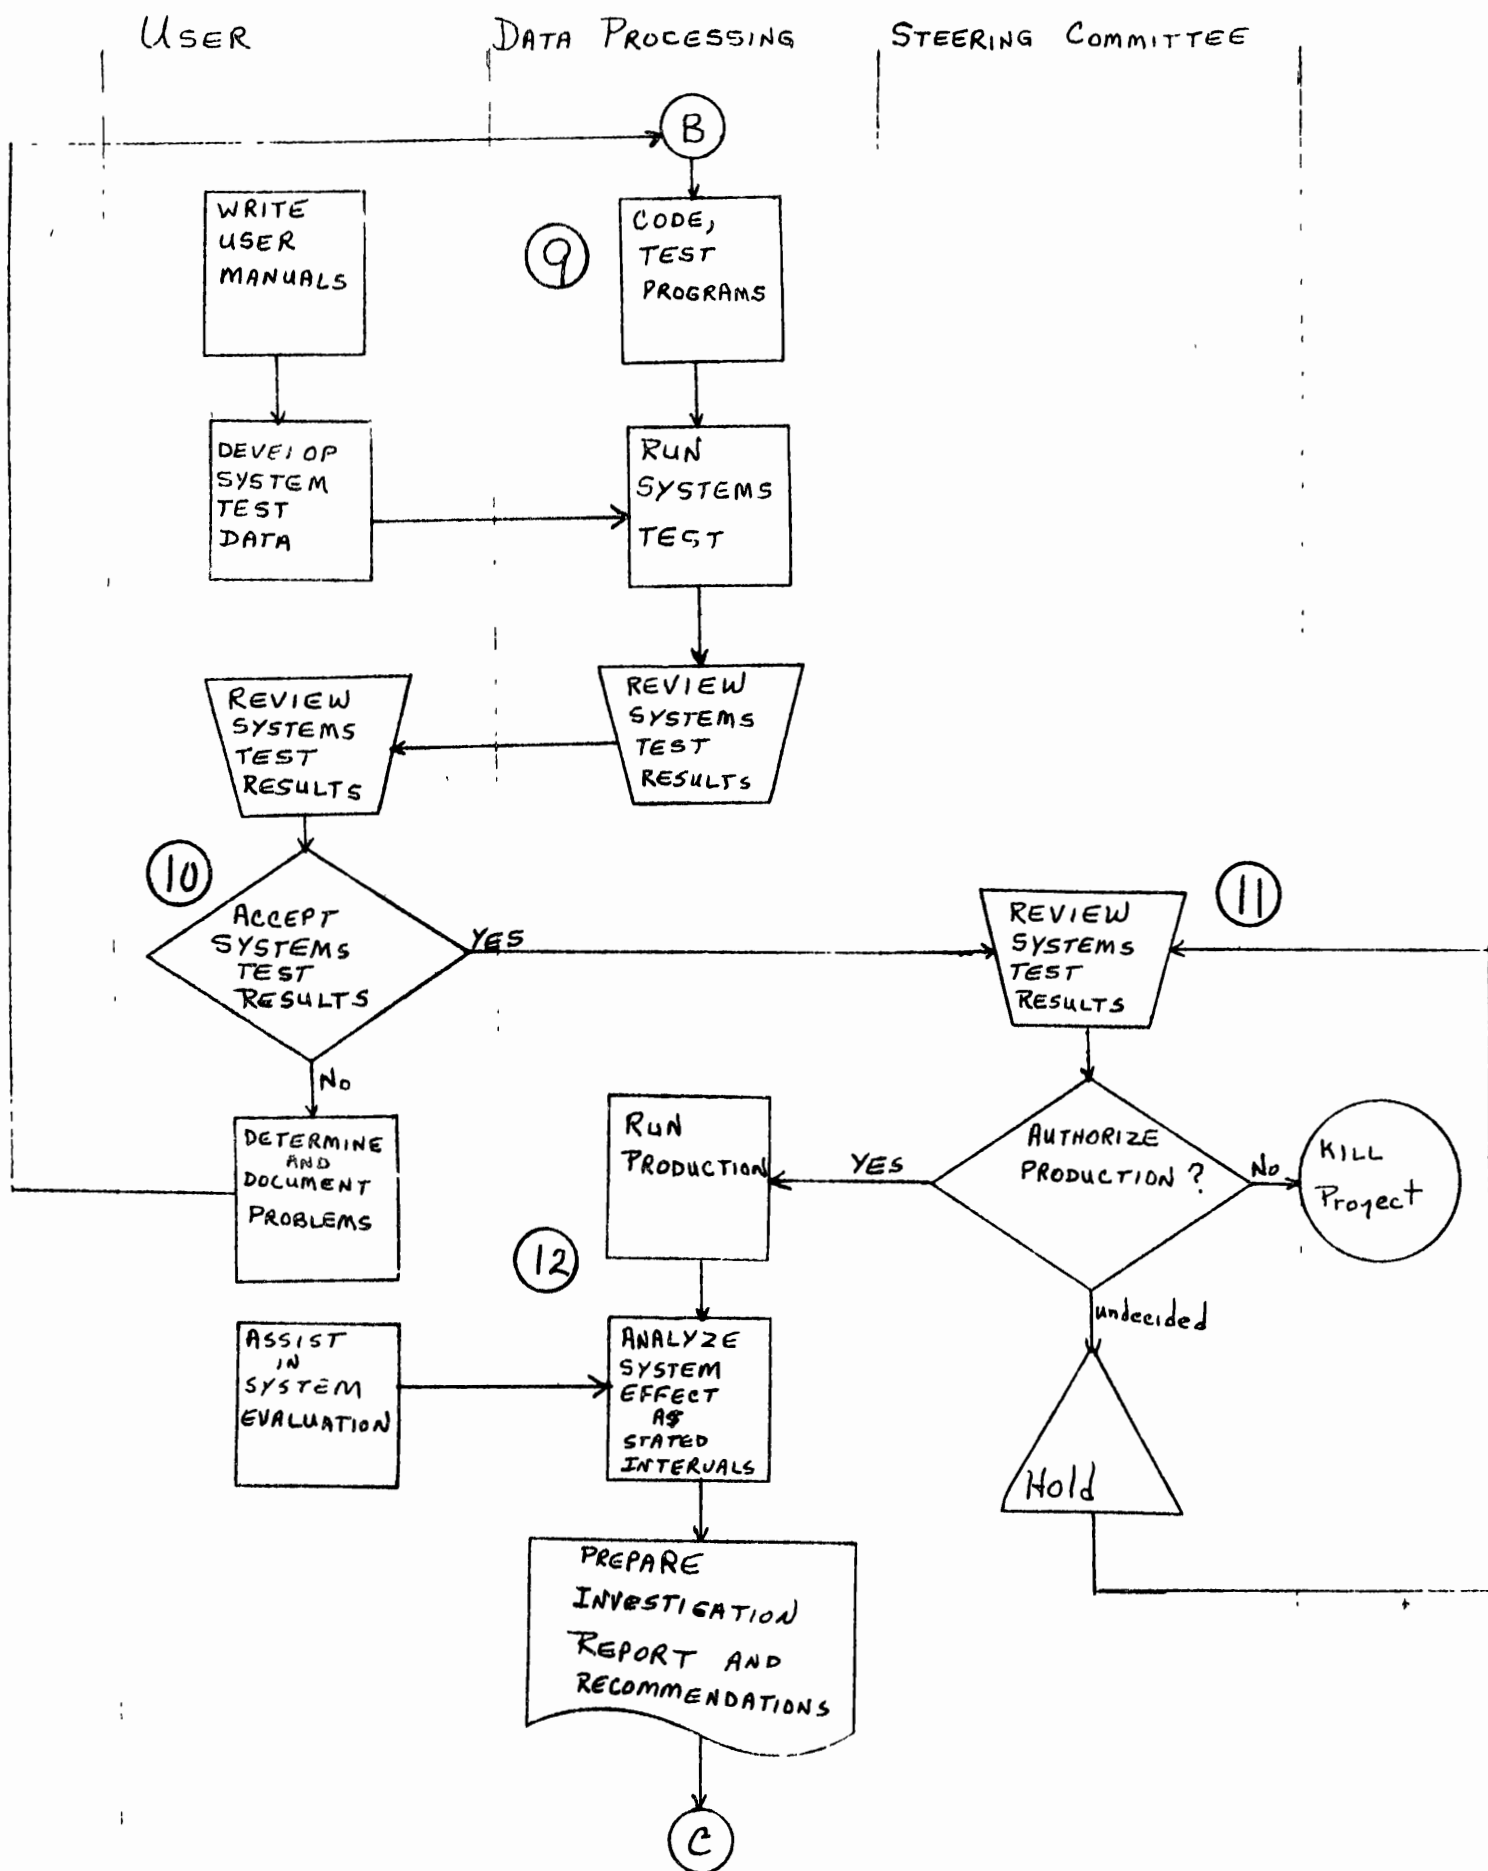 USER
DATA PROCESSING
STEERING COMMITTEE
B
WRITE
USER
MANUALS
9
CODE,
TEST
PROGRAMS
DEVELOP
SYSTEM
TEST
DATA
RUN
SYSTEMS
TEST
REVIEW
SYSTEMS
TEST
RESULTS
REVIEW
SYSTEMS
TEST
RESULTS
10
ACCEPT
SYSTEMS
TEST
RESULTS
YES
REVIEW
SYSTEMS
TEST
RESULTS
11
No
DETERMINE
AND
DOCUMENT
PROBLEMS
RUN
PRODUCTION
YES
AUTHORIZE
PRODUCTION?
No
KILL
Project
12
undecided
ASSIST
IN
SYSTEM
EVALUATION
ANALYZE
SYSTEM
EFFECT
AS
STATED
INTERVALS
Hold
PREPARE
INVESTIGATION
REPORT AND
RECOMMENDATIONS
C